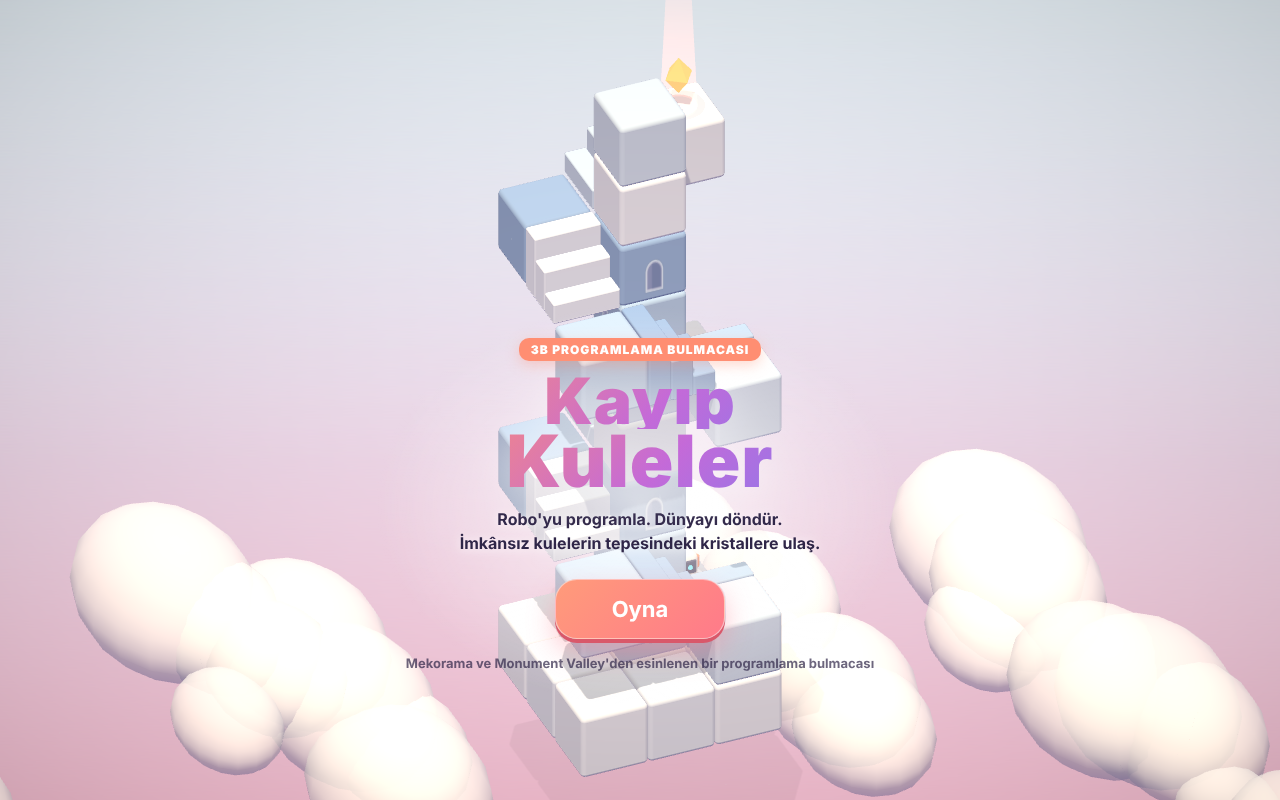 3B PROGRAMLAMA BULMACASI
Kayıp
Kuleler
Robo'yu programla. Dünyayı döndür.
İmkânsız kulelerin tepesindeki kristallere ulaş.
Oyna
Mekorama ve Monument Valley'den esinlenen bir programlama bulmacası